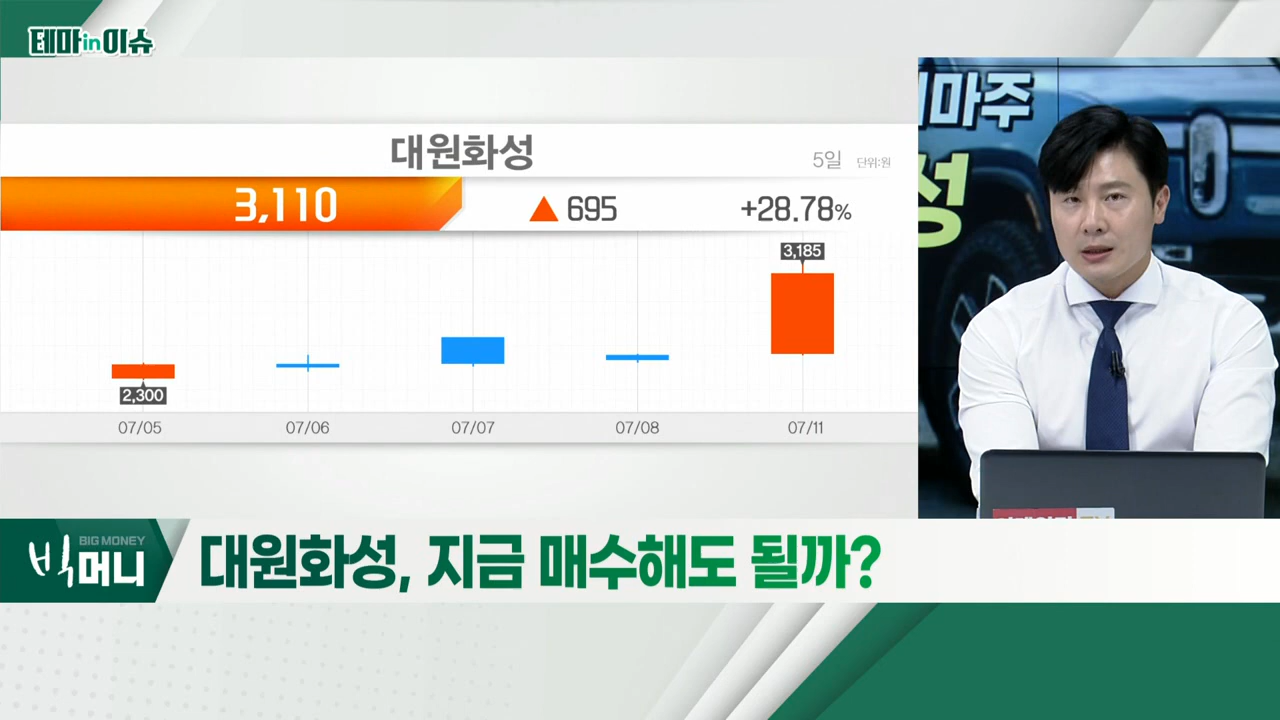 테마in이슈
대원화성
5일 단위:원
3,110 ▲ 695 +28.78%
3,185
2,300
07/05 07/06 07/07 07/08 07/11
마주
성
BIG MONEY
빅머니
대원화성, 지금 매수해도 될까?